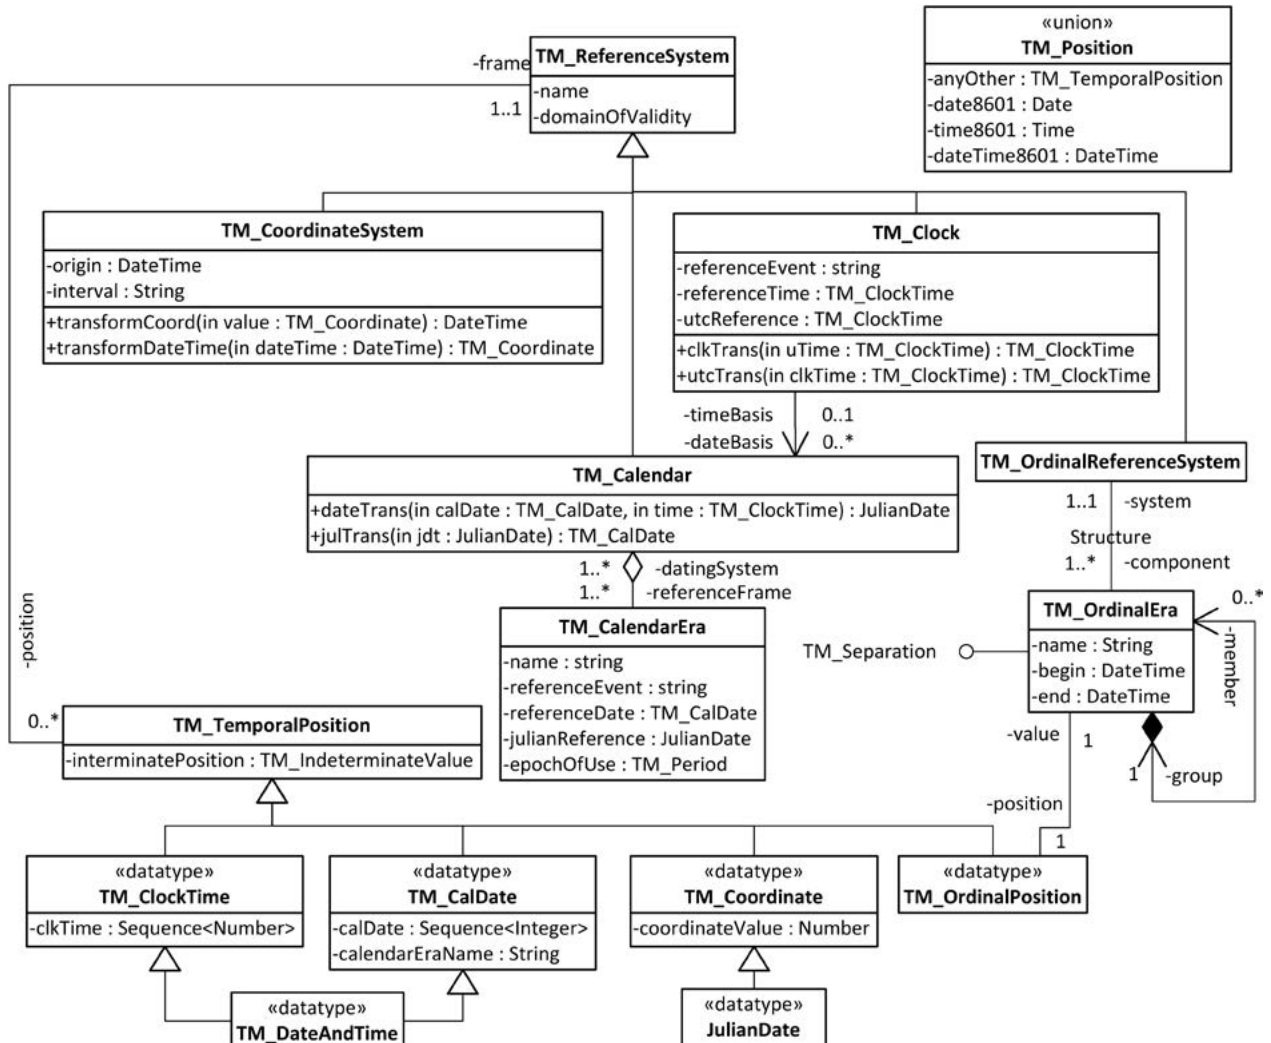 «union»
TM_Position
-anyOther : TM_TemporalPosition
-date8601 : Date
-time8601 : Time
-dateTime8601 : DateTime
-frame
1..1
TM_ReferenceSystem
-name
-domainOfValidity
TM_CoordinateSystem
-origin : DateTime
-interval : String
+transformCoord(in value : TM_Coordinate) : DateTime
+transformDateTime(in dateTime : DateTime) : TM_Coordinate
TM_Clock
-referenceEvent : string
-referenceTime : TM_ClockTime
-utcReference : TM_ClockTime
+clkTrans(in uTime : TM_ClockTime) : TM_ClockTime
+utcTrans(in clkTime : TM_ClockTime) : TM_ClockTime
-timeBasis 0..1
-dateBasis 0..*
TM_Calendar
+dateTrans(in calDate : TM_CalDate, in time : TM_ClockTime) : JulianDate
+julTrans(in jdt : JulianDate) : TM_CalDate
TM_OrdinalReferenceSystem
1..1 -system
Structure
1..* -component
1..* -datingSystem
1..* -referenceFrame
TM_CalendarEra
-name : string
-referenceEvent : string
-referenceDate : TM_CalDate
-julianReference : JulianDate
-epochOfUse : TM_Period
TM_Separation
TM_OrdinalEra
-name : String
-begin : DateTime
-end : DateTime
0..*
-member
-value 1
1 -group
-position
1
-position
0..*
TM_TemporalPosition
-interminatePosition : TM_IndeterminateValue
«datatype»
TM_ClockTime
-clkTime : Sequence<Number>
«datatype»
TM_CalDate
-calDate : Sequence<Integer>
-calendarEraName : String
«datatype»
TM_Coordinate
-coordinateValue : Number
«datatype»
TM_OrdinalPosition
«datatype»
TM_DateAndTime
«datatype»
JulianDate